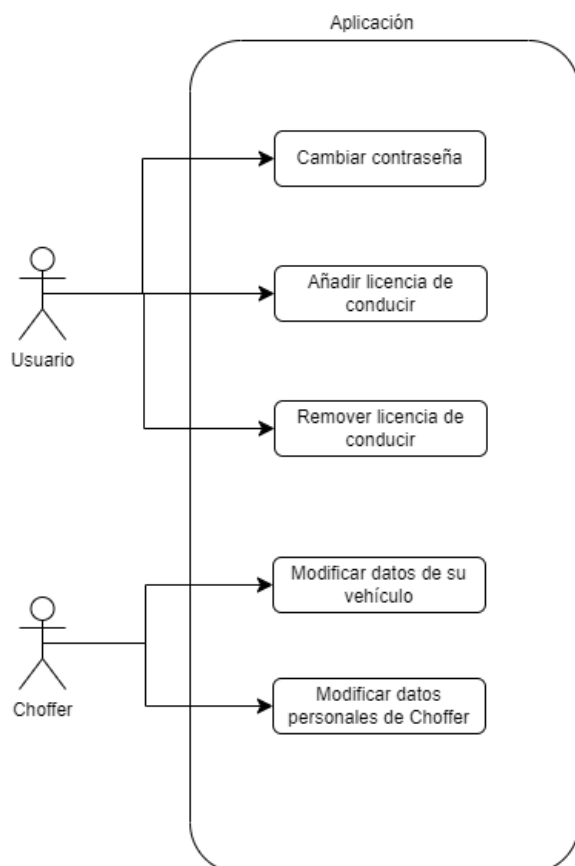 Aplicación
Cambiar contraseña
Añadir licencia de
conducir
Usuario
Remover licencia de
conducir
Modificar datos de su
vehículo
Choffer
Modificar datos
personales de Choffer